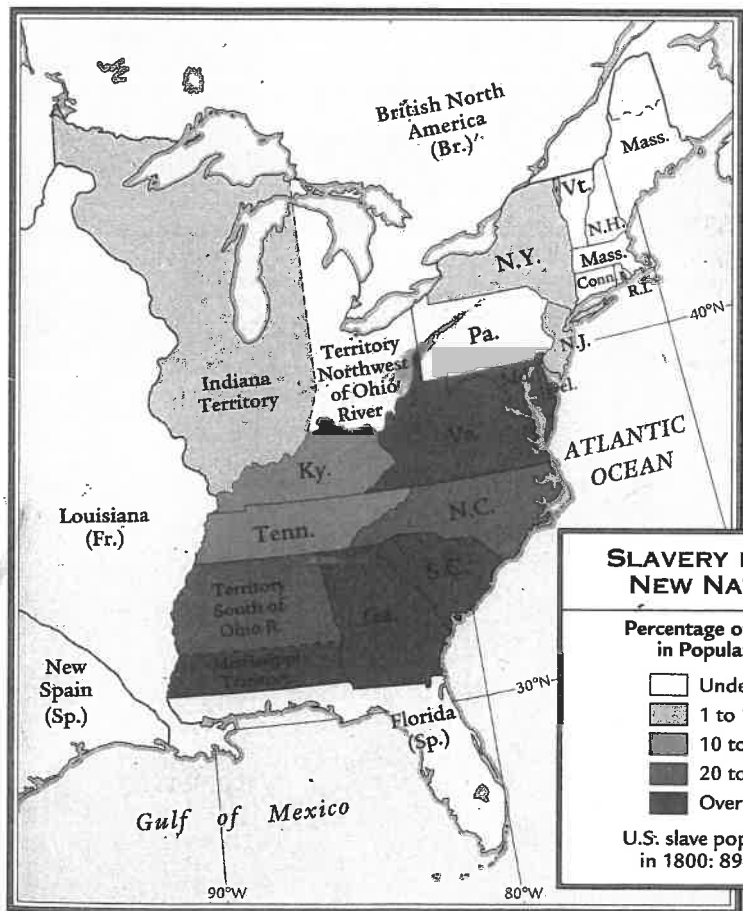 British North
America
(Br.)
Mass.
Vt.
N.H.
N.Y.
Mass.
Conn.
R.I.
40°N
Pa.
N.J.
Territory
Northwest
of Ohio
River
Indiana
Territory
Del.
Va.
ATLANTIC
OCEAN
Ky.
N.C.
Louisiana
(Fr.)
Tenn.
S.C.
Territory
South of
Ohio R.
Ga.
Mississippi
Territory
New
Spain
(Sp.)
30°N
Florida
(Sp.)
Gulf of Mexico
90°W
80°W
SLAVERY
NEW NA
Percentage o
in Popula
Unde
1 to
10 to
20 to
Over
U.S. slave pop
in 1800: 89